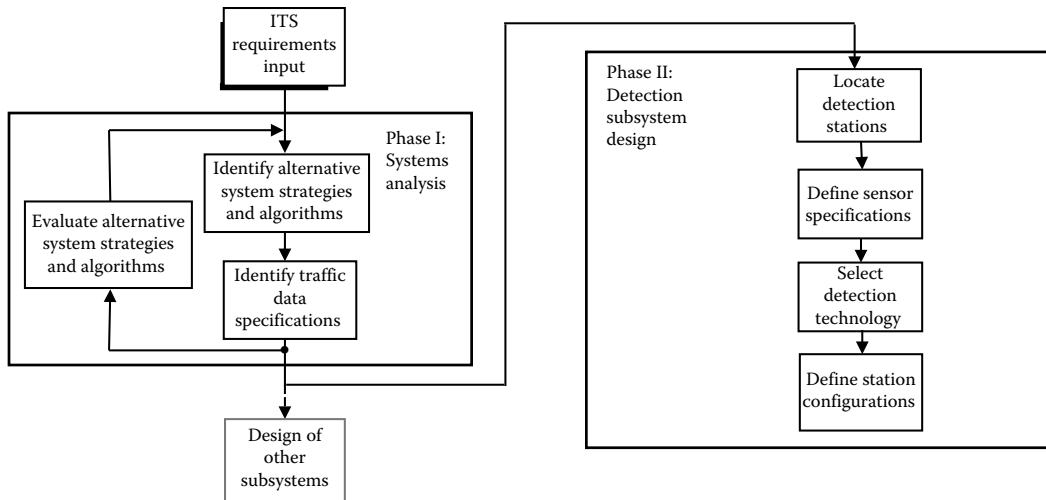 ITS
requirements
input
Phase I:
Systems
analysis
Identify alternative
system strategies
and algorithms
Evaluate alternative
system strategies
and algorithms
Identify traffic
data
specifications
Design of
other
subsystems
Phase II:
Detection
subsystem
design
Locate
detection
stations
Define sensor
specifications
Select
detection
technology
Define station
configurations